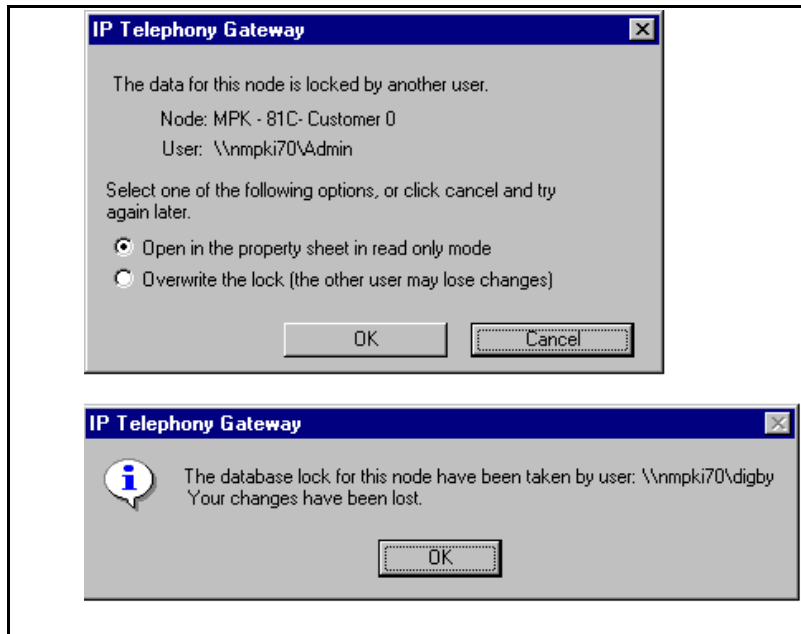 IP Telephony Gateway
The data for this node is locked by another user.
Node: MPK - 81C- Customer 0
User: \\nmpki70\Admin
Select one of the following options, or click cancel and try
again later.
Open in the property sheet in read only mode
Overwrite the lock (the other user may lose changes)
OK
Cancel
IP Telephony Gateway
The database lock for this node have been taken by user: \\nmpki70\digby
Your changes have been lost.
OK